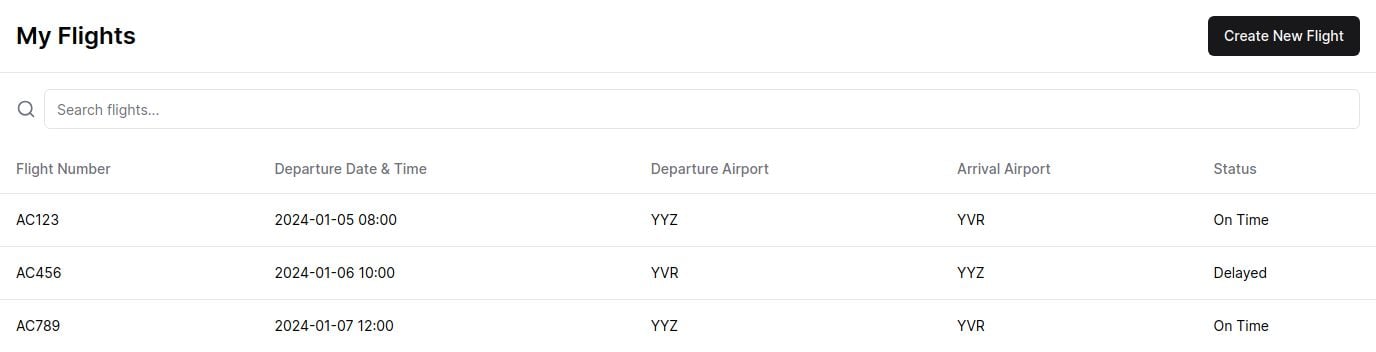 My Flights
Create New Flight
Search flights...
Flight Number Departure Date & Time Departure Airport Arrival Airport Status
AC123 2024-01-05 08:00 YYZ YVR On Time
AC456 2024-01-06 10:00 YVR YYZ Delayed
AC789 2024-01-07 12:00 YYZ YVR On Time